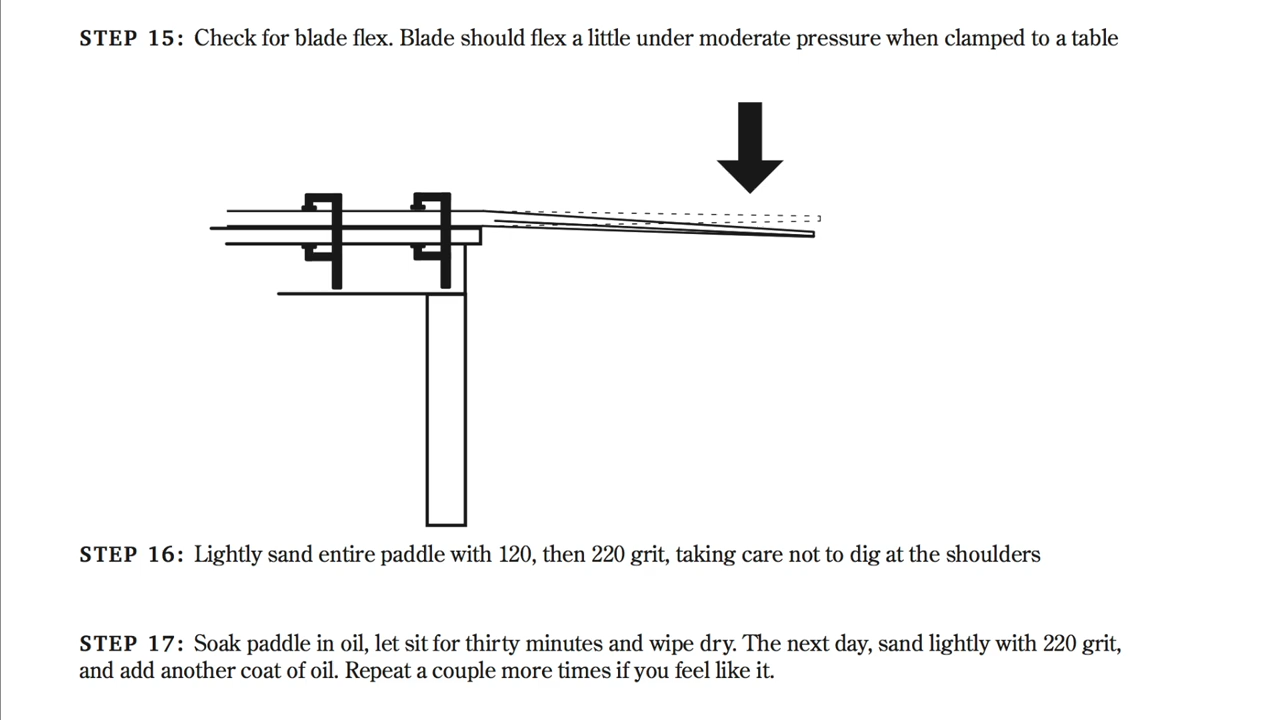 STEP 15: Check for blade flex. Blade should flex a little under moderate pressure when clamped to a table
STEP 16: Lightly sand entire paddle with 120, then 220 grit, taking care not to dig at the shoulders
STEP 17: Soak paddle in oil, let sit for thirty minutes and wipe dry. The next day, sand lightly with 220 grit,
and add another coat of oil. Repeat a couple more times if you feel like it.